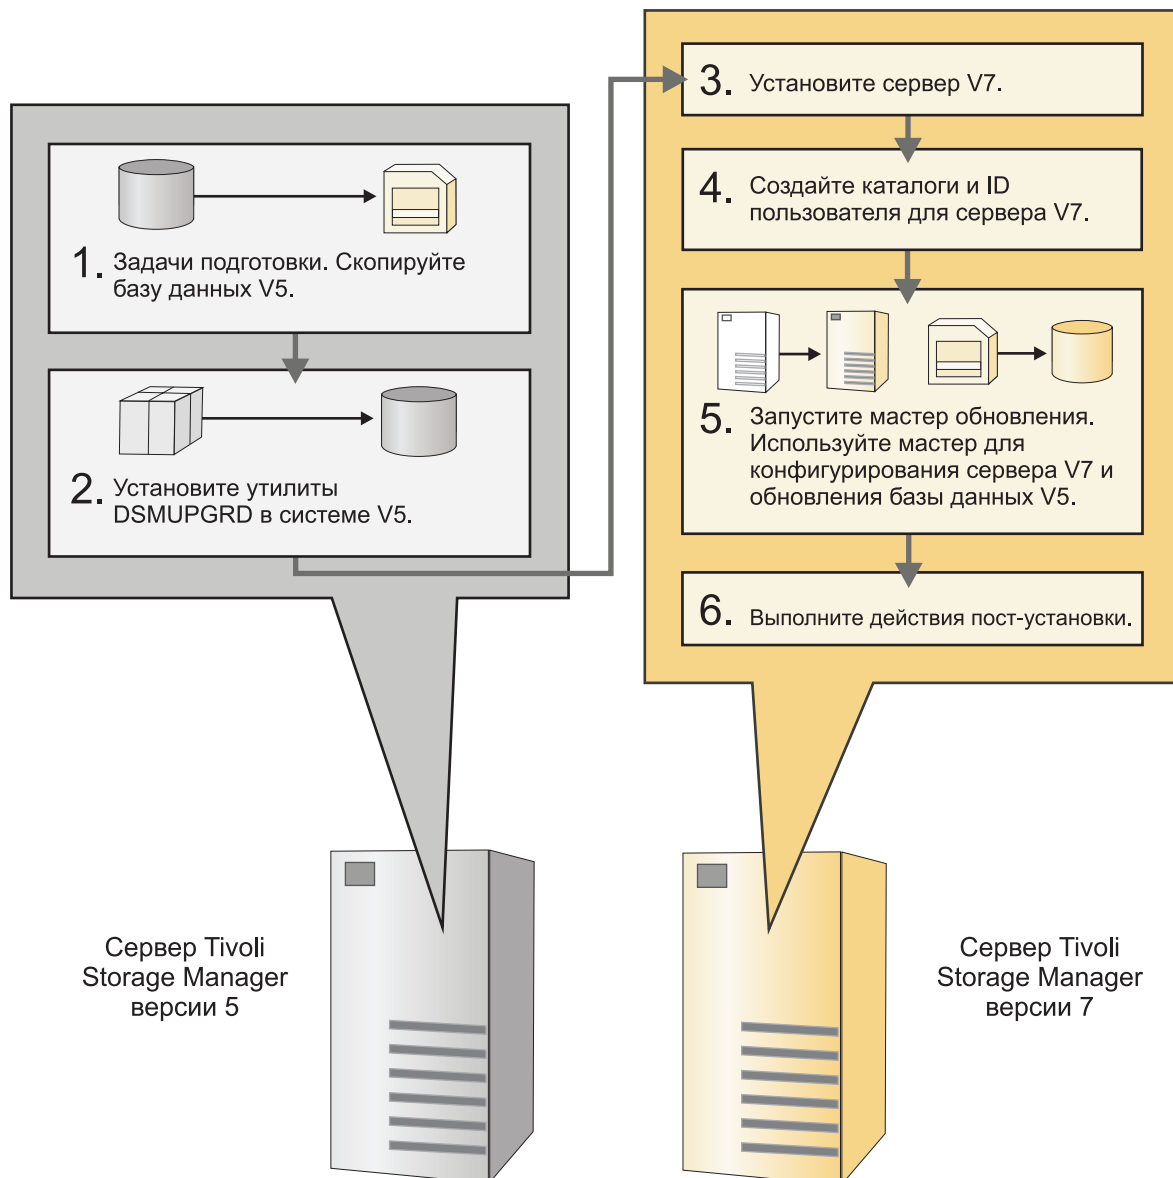 1. Задачи подготовки. Скопируйте
базу данных V5.
2. Установите утилиты
DSMUPGRD в системе V5.
3. Установите сервер V7.
4. Создайте каталоги и ID
пользователя для сервера V7.
5. Запустите мастер обновления.
Используйте мастер для
конфигурирования сервера V7 и
обновления базы данных V5.
6. Выполните действия пост-установки.
Сервер Tivoli
Storage Manager
версии 5
Сервер Tivoli
Storage Manager
версии 7